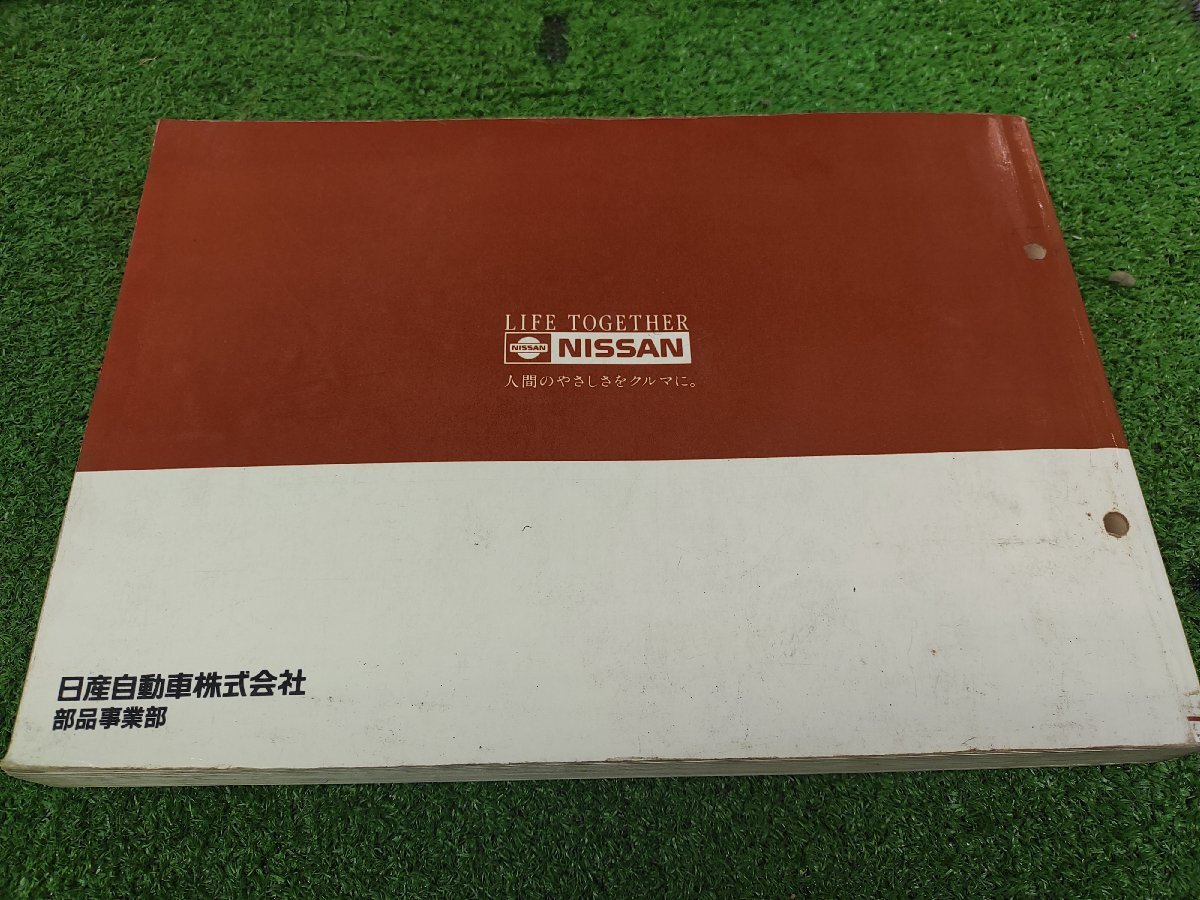 LIFE TOGETHER
NISSAN NISSAN
人間のやさしさをクルマに。
日産自動車株式会社
部品事業部